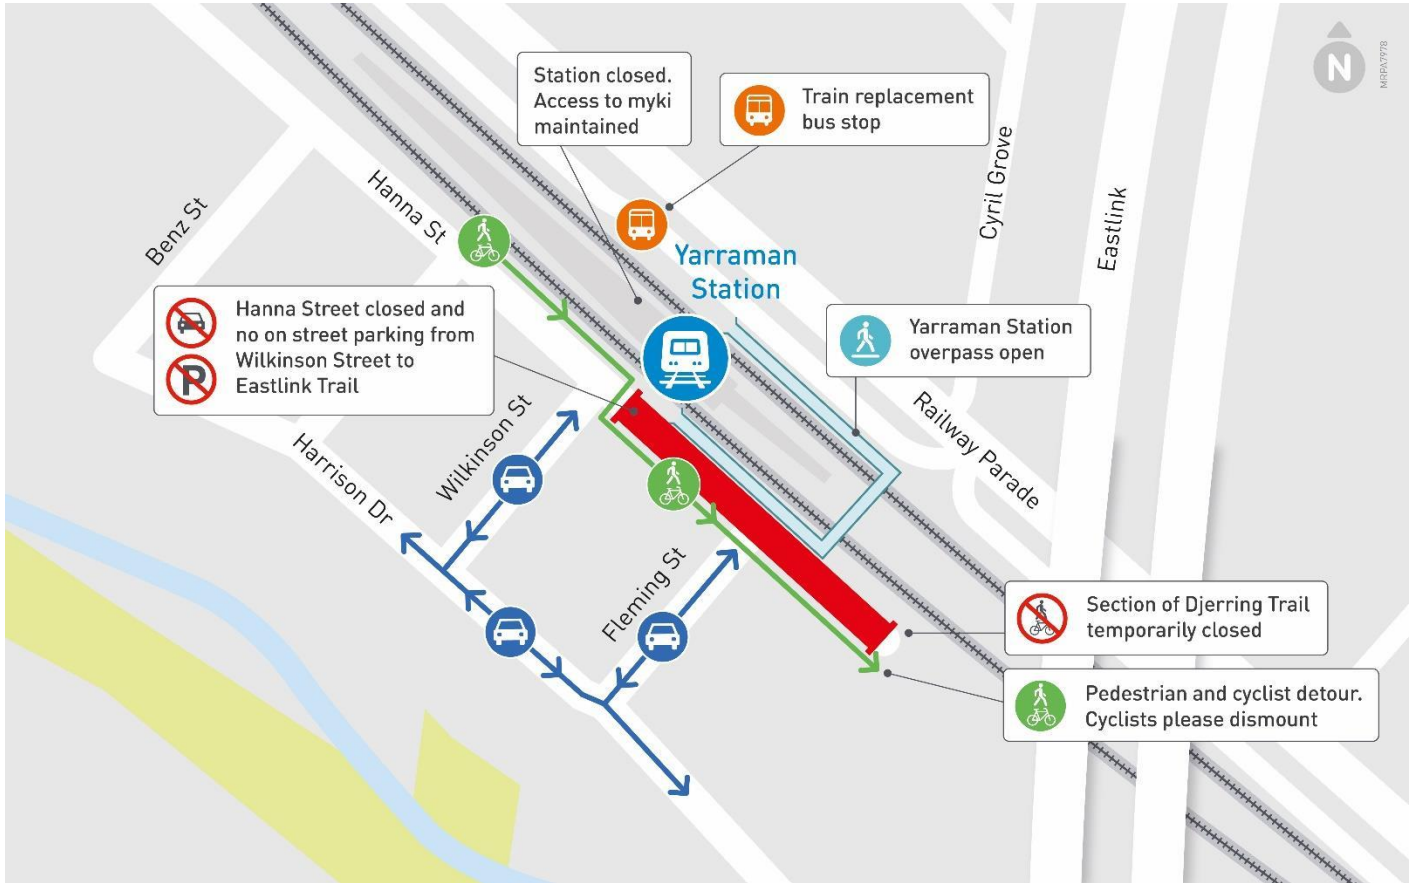 N
MRPA7978
Station closed.
Access to myki
maintained
Train replacement
bus stop
Cyril Grove
Eastlink
Hanna St
Benz St
Yarraman
Station
Hanna Street closed and
no on street parking from
Wilkinson Street to
Eastlink Trail
P
Yarraman Station
overpass open
Railway Parade
Wilkinson St
Harrison Dr
Fleming St
Section of Djerring Trail
temporarily closed
Pedestrian and cyclist detour.
Cyclists please dismount